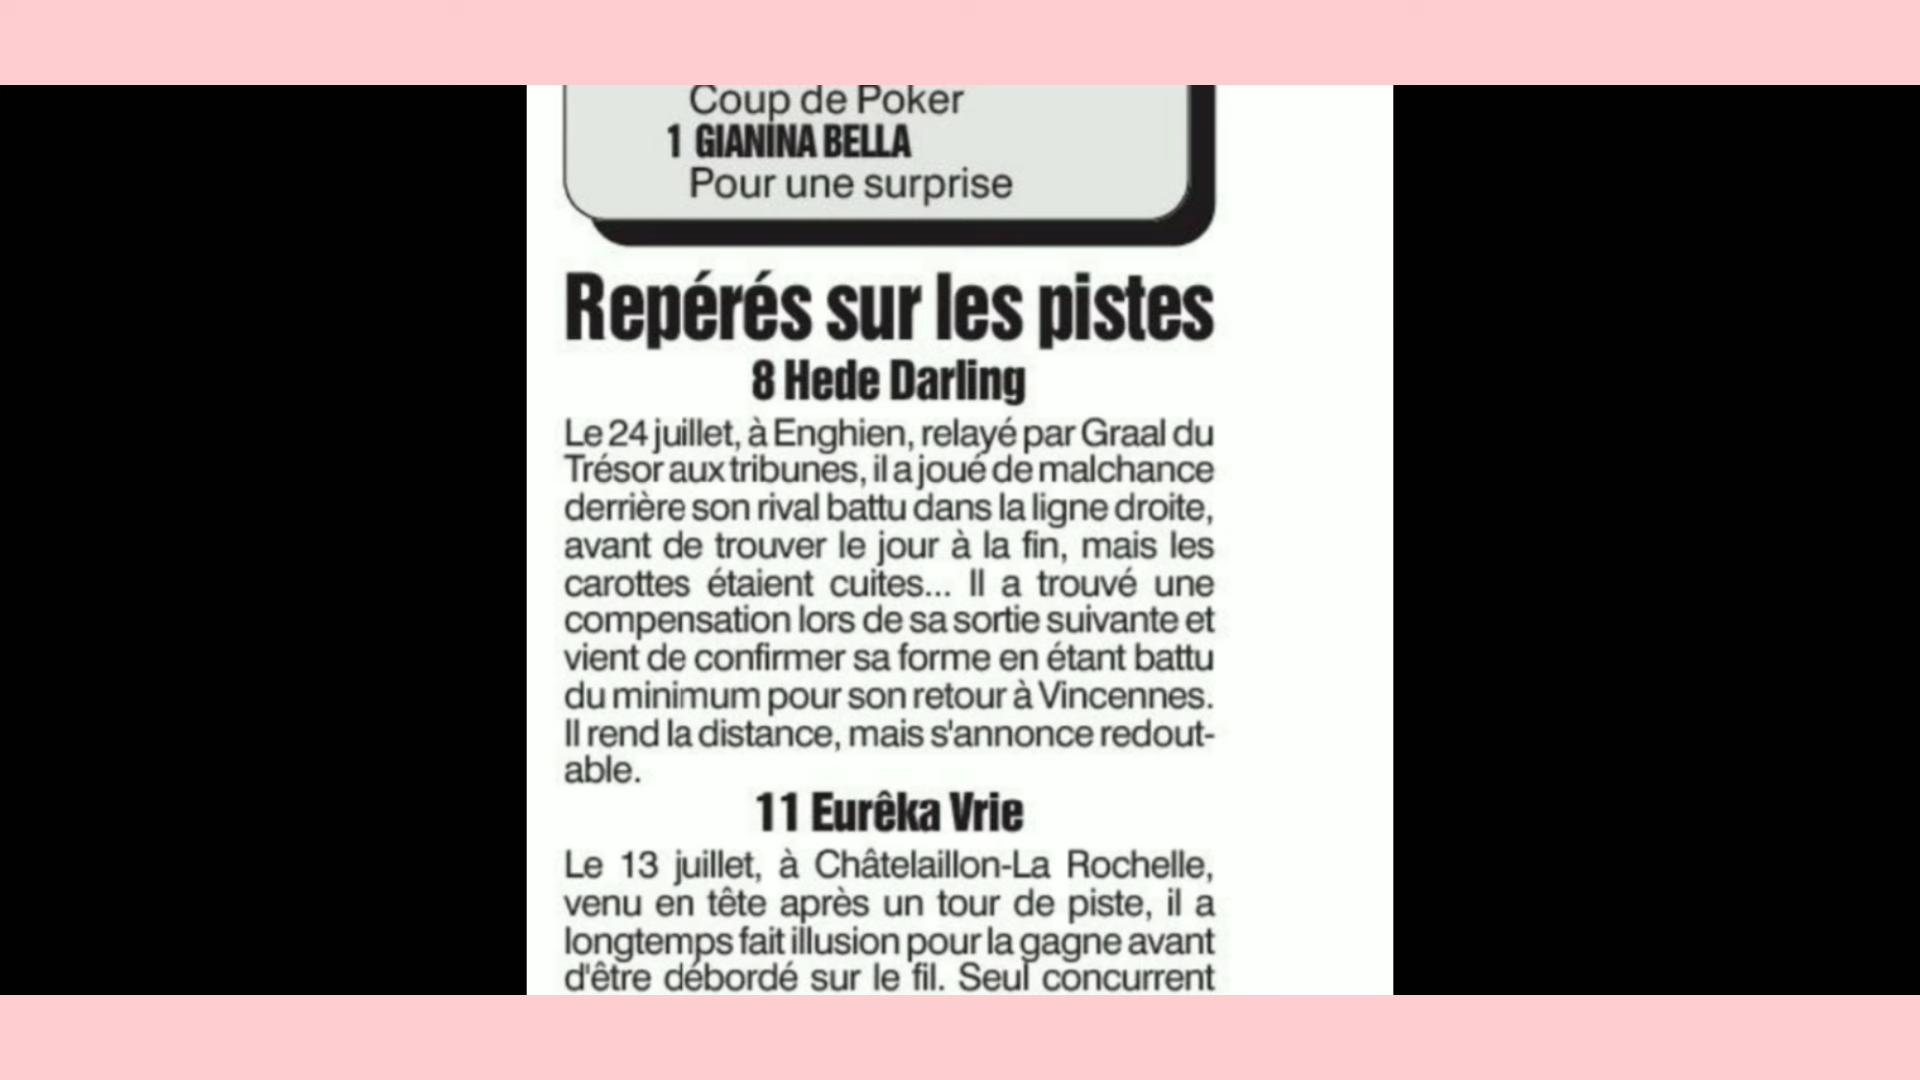 Coup de Poker
1 GIANINA BELLA
Pour une surprise
Repérés sur les pistes
8 Hede Darling
Le 24 juillet, à Enghien, relayé par Graal du
Trésor aux tribunes, il a joué de malchance
derrière son rival battu dans la ligne droite,
avant de trouver le jour à la fin, mais les
carottes étaient cuites... Il a trouvé une
compensation lors de sa sortie suivante et
vient de confirmer sa forme en étant battu
du minimum pour son retour à Vincennes.
Il rend la distance, mais s'annonce redout-
able.
11 Eurêka Vrie
Le 13 juillet, à Châtelaillon-La Rochelle,
venu en tête après un tour de piste, il a
longtemps fait illusion pour la gagne avant
d'être débordé sur le fil. Seul concurrent